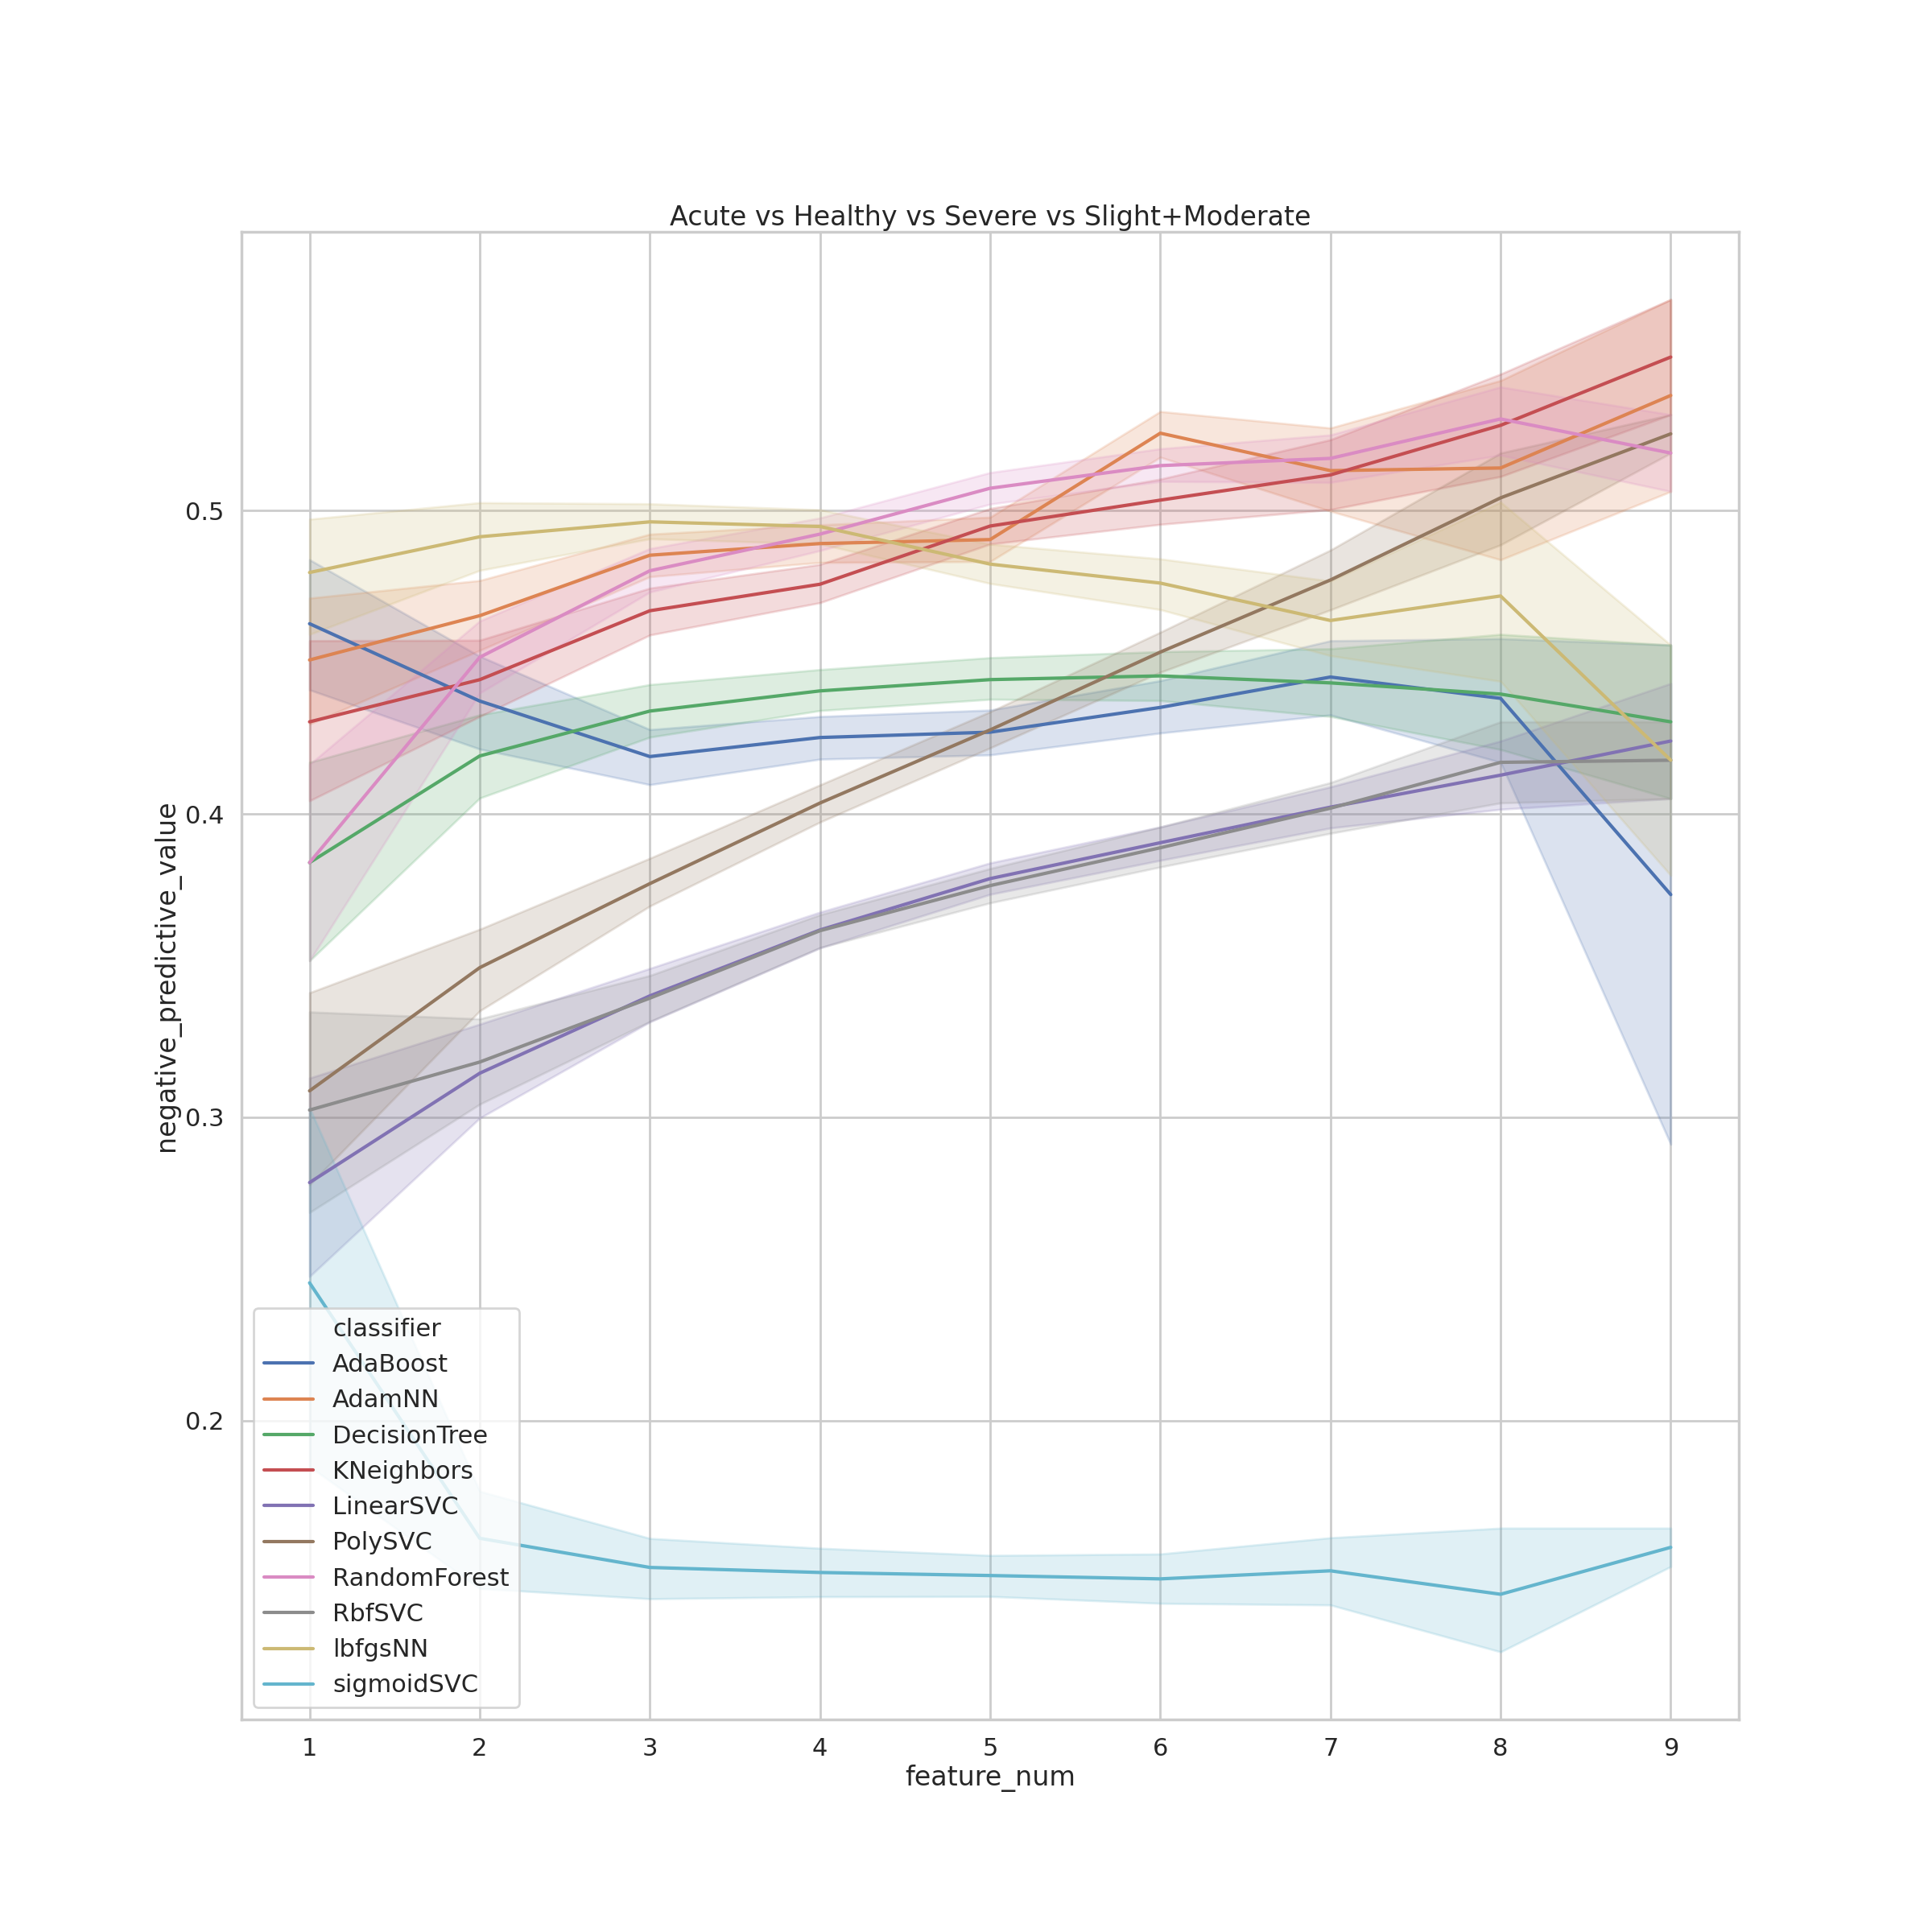 Acute vs Healthy vs Severe vs Slight+Moderate
negative_predictive_value
0.5
0.4
0.3
0.2
classifier
AdaBoost
AdamNN
DecisionTree
KNeighbors
LinearSVC
PolySVC
RandomForest
RbfSVC
lbfgsNN
sigmoidSVC
1 2 3 4 5 6 7 8 9
feature_num